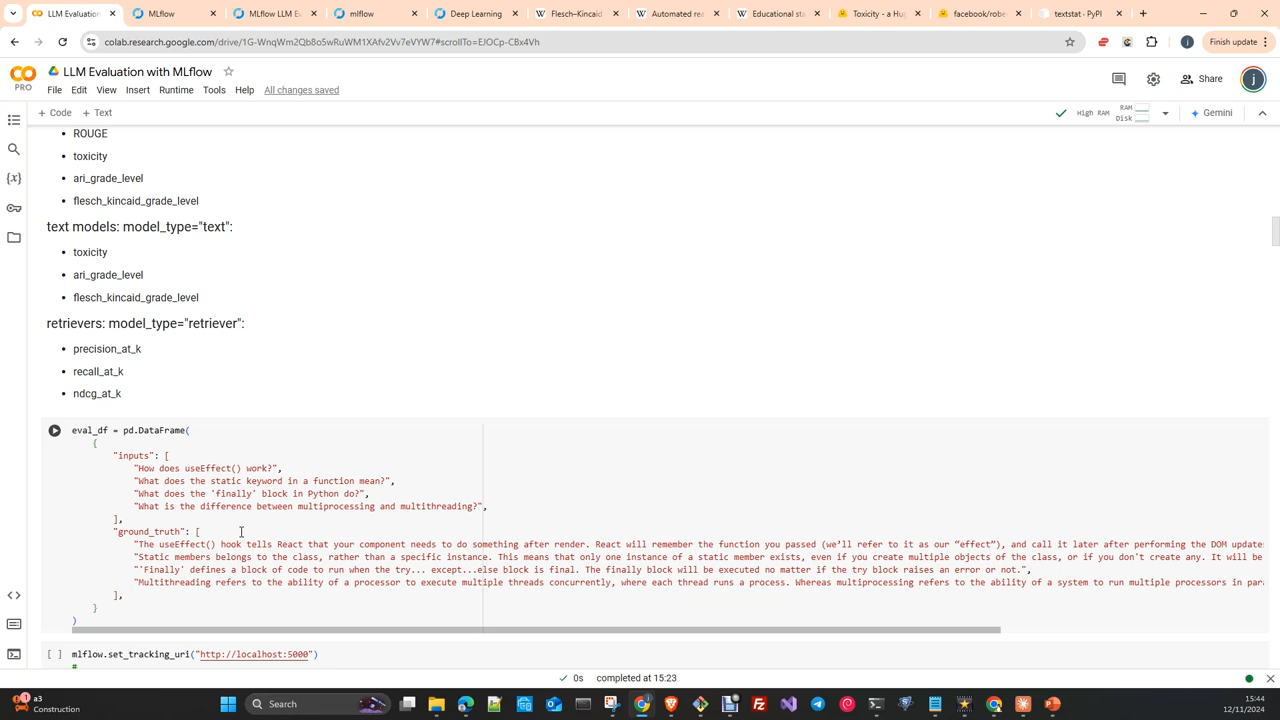 LLM Evaluation
MLflow
MLflow LLM E
mlflow
Deep Learning
Flesch–Kincaid
Automated rea
Educational sta
Toxicity - a Hug
facebook/robe
textstat · PyPI
colab.research.google.com/drive/1G-WnqWm2Qb8o5wRuWM1XAfv2Vv7eVYW7#scrollTo=EJOCp-CBx4Vh
j
Finish update
CO
PRO
LLM Evaluation with MLflow
File Edit View Insert Runtime Tools Help All changes saved
Share
+ Code + Text
High RAM
RAM
Disk
Gemini
ROUGE
toxicity
ari_grade_level
flesch_kincaid_grade_level
text models: model_type="text":
toxicity
ari_grade_level
flesch_kincaid_grade_level
retrievers: model_type="retriever":
precision_at_k
recall_at_k
ndcg_at_k
eval_df = pd.DataFrame(
{
"inputs": [
"How does useEffect() work?",
"What does the static keyword in a function mean?",
"What does the 'finally' block in Python do?",
"What is the difference between multiprocessing and multithreading?",
],
"ground_truth": [
"The useEffect() hook tells React that your component needs to do something after render. React will remember the function you passed (we’ll refer to it as our “effect”), and call it later after performing the DOM update
"Static members belongs to the class, rather than a specific instance. This means that only one instance of a static member exists, even if you create multiple objects of the class, or if you don't create any. It will be
"'Finally' defines a block of code to run when the try... except...else block is final. The finally block will be executed no matter if the try block raises an error or not.",
"Multithreading refers to the ability of a processor to execute multiple threads concurrently, where each thread runs a process. Whereas multiprocessing refers to the ability of a system to run multiple processors in par
],
}
)
[ ] mlflow.set_tracking_uri("http://localhost:5000")
#
0s completed at 15:23
a3
Construction
Search
15:44
12/11/2024